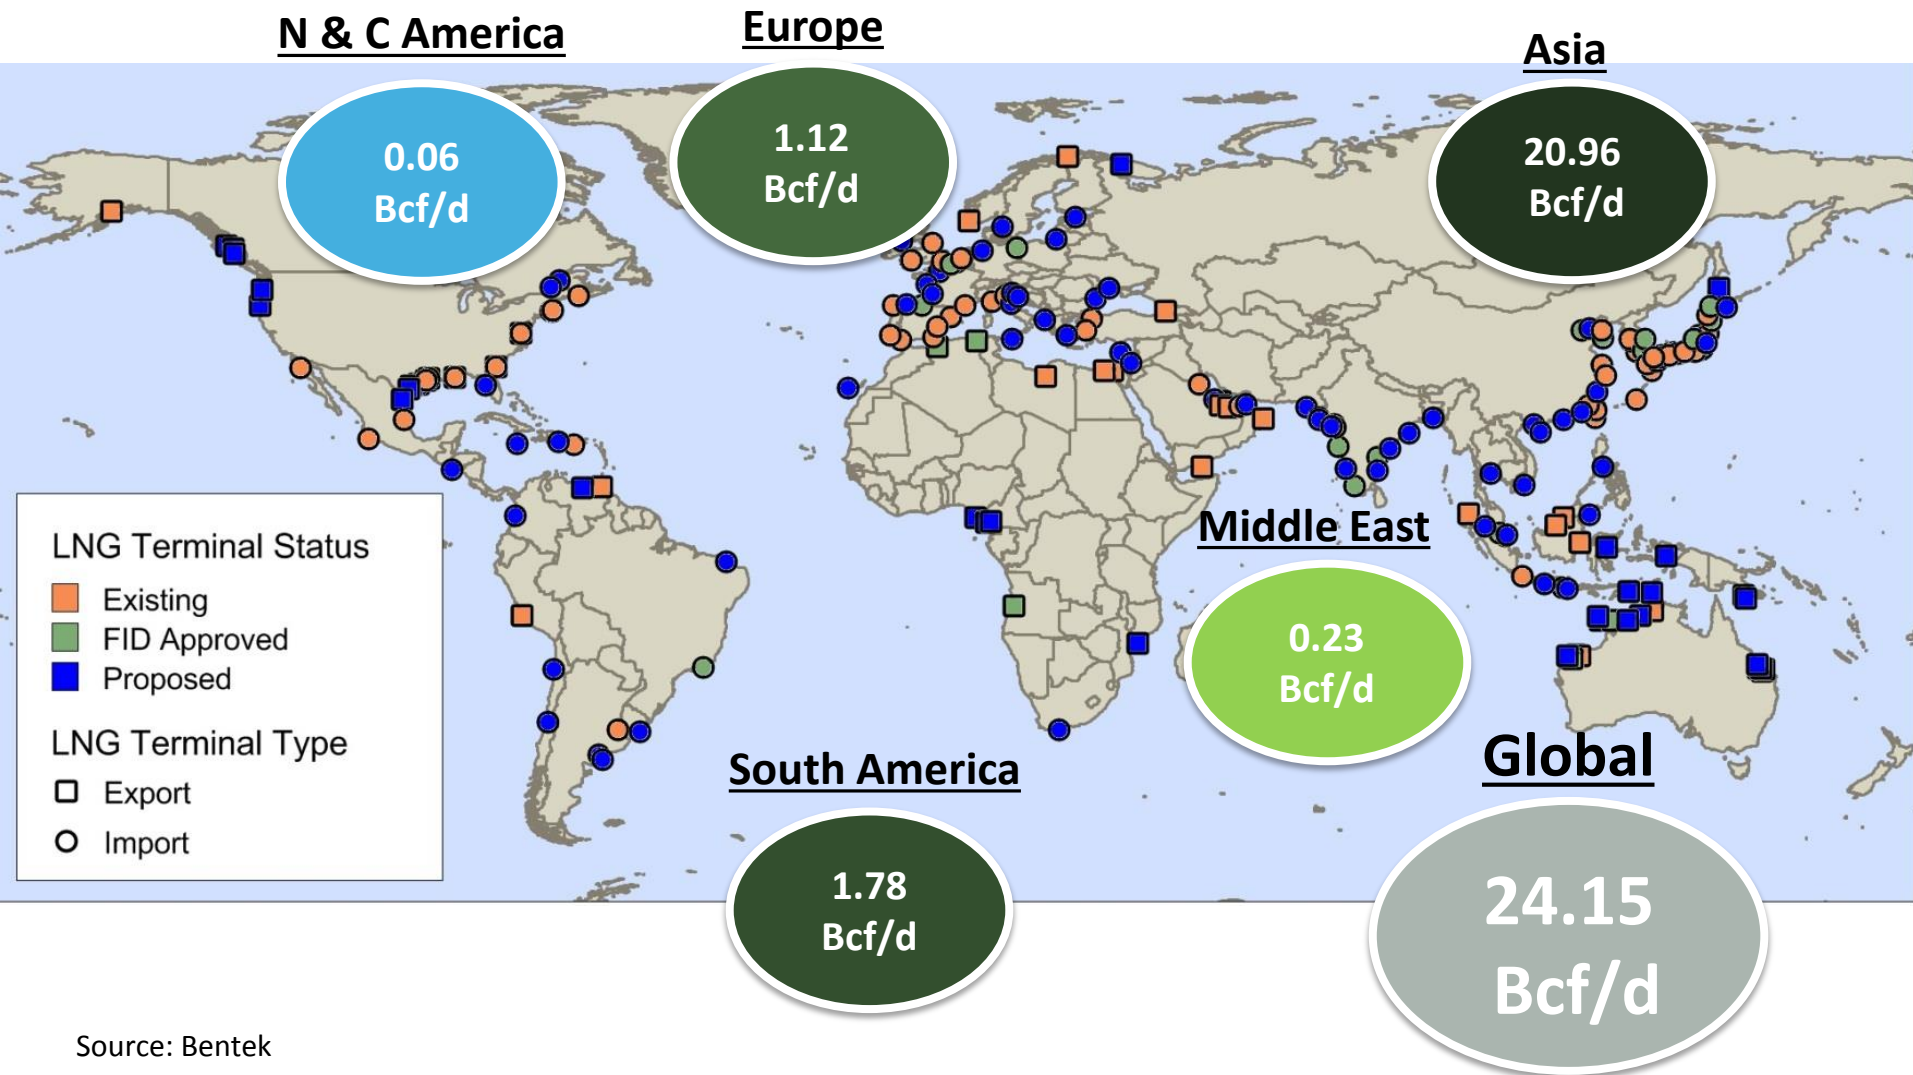 N & C America
Europe
Asia
0.06
Bcf/d
1.12
Bcf/d
20.96
Bcf/d
Middle East
0.23
Bcf/d
LNG Terminal Status
Existing
FID Approved
Proposed
LNG Terminal Type
Export
Import
South America
1.78
Bcf/d
Global
24.15
Bcf/d
Source: Bentek